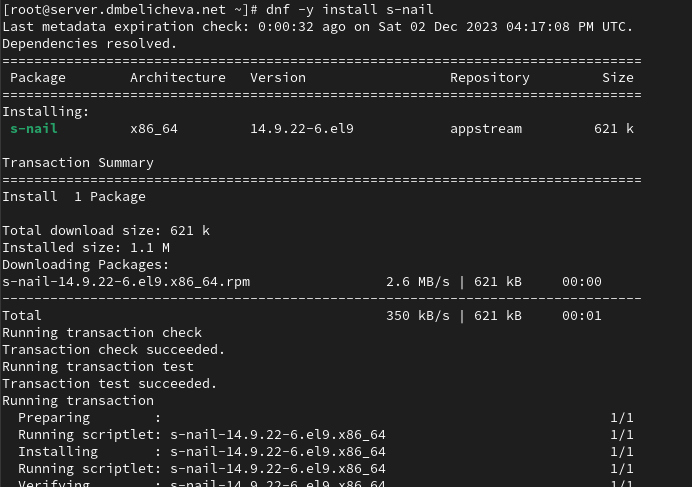 [root@server.dmbelicheva.net ~]# dnf -y install s-nail
Last metadata expiration check: 0:00:32 ago on Sat 02 Dec 2023 04:17:08 PM UTC.
Dependencies resolved.
================================================================================
 Package        Architecture   Version                  Repository         Size
================================================================================
Installing:
 s-nail         x86_64         14.9.22-6.el9            appstream         621 k

Transaction Summary
================================================================================
Install  1 Package

Total download size: 621 k
Installed size: 1.1 M
Downloading Packages:
s-nail-14.9.22-6.el9.x86_64.rpm                 2.6 MB/s | 621 kB     00:00
--------------------------------------------------------------------------------
Total                                           350 kB/s | 621 kB     00:01
Running transaction check
Transaction check succeeded.
Running transaction test
Transaction test succeeded.
Running transaction
  Preparing        :                                                        1/1
  Running scriptlet: s-nail-14.9.22-6.el9.x86_64                            1/1
  Installing       : s-nail-14.9.22-6.el9.x86_64                            1/1
  Running scriptlet: s-nail-14.9.22-6.el9.x86_64                            1/1
  Verifying        : s-nail-14.9.22-6.el9.x86_64                            1/1